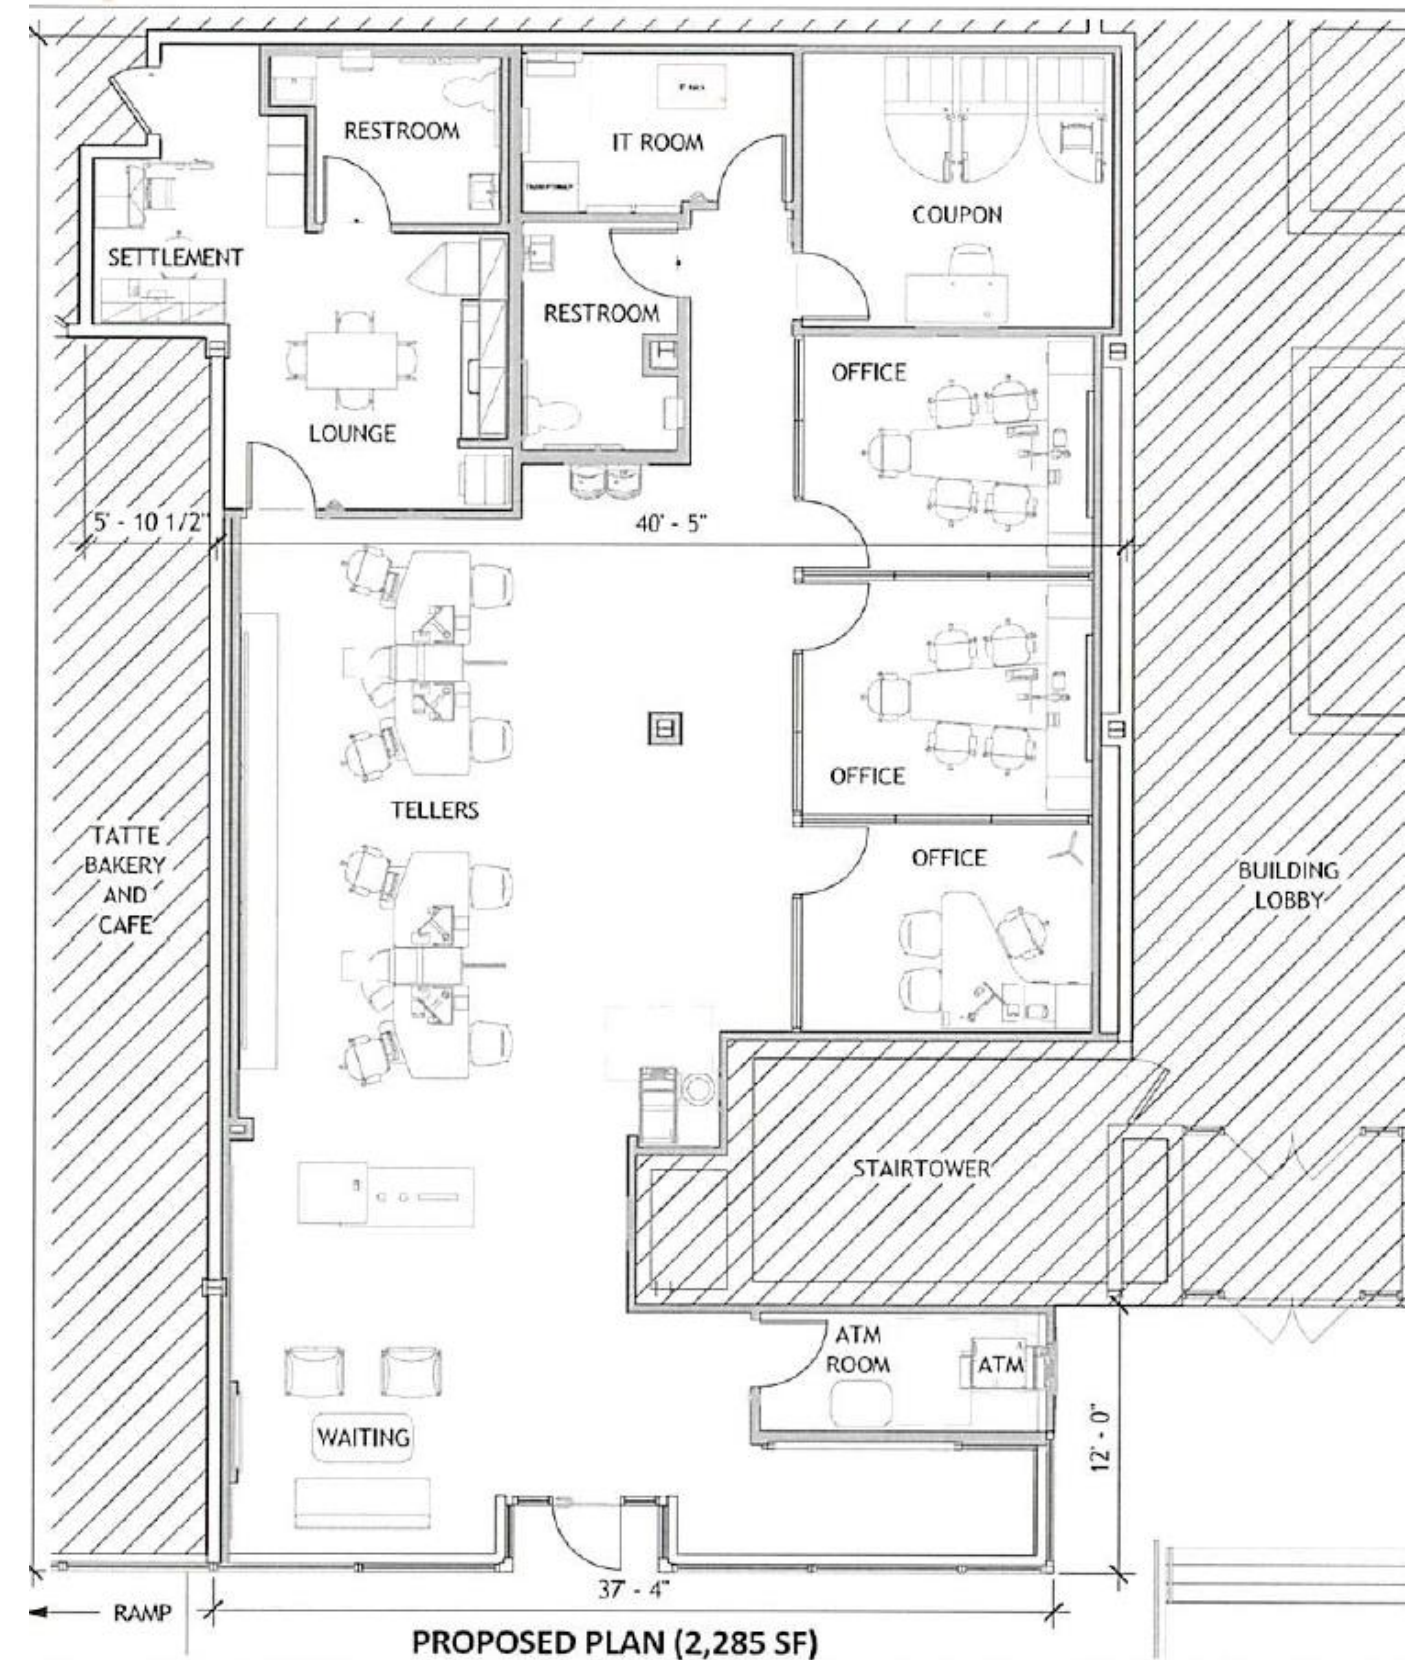 RESTROOM
IT ROOM
COUPON
SETTLEMENT
RESTROOM
OFFICE
LOUNGE
5' - 10 1/2"
40' - 5"
OFFICE
TELLERS
TATTE
BAKERY
AND
CAFE
OFFICE
BUILDING
LOBBY
STAIRTOWER
ATM
ROOM
ATM
WAITING
12' - 0"
37' - 4"
RAMP
PROPOSED PLAN (2,285 SF)